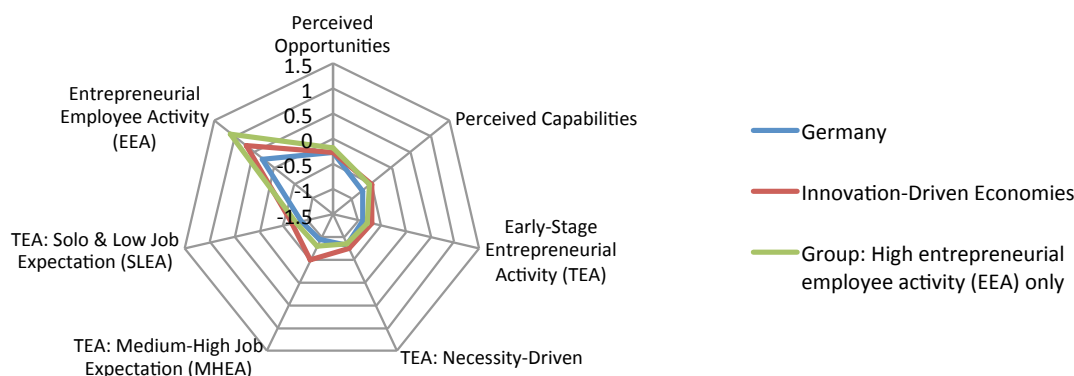 Perceived
Opportunities
1.5
1
0.5
0
-0.5
-1
-1.5
Perceived Capabilities
Early-Stage
Entrepreneurial
Activity (TEA)
TEA: Necessity-Driven
TEA: Medium-High Job
Expectation (MHEA)
TEA: Solo & Low Job
Expectation (SLEA)
Entrepreneurial
Employee Activity
(EEA)
Germany
Innovation-Driven Economies
Group: High entrepreneurial
employee activity (EEA) only